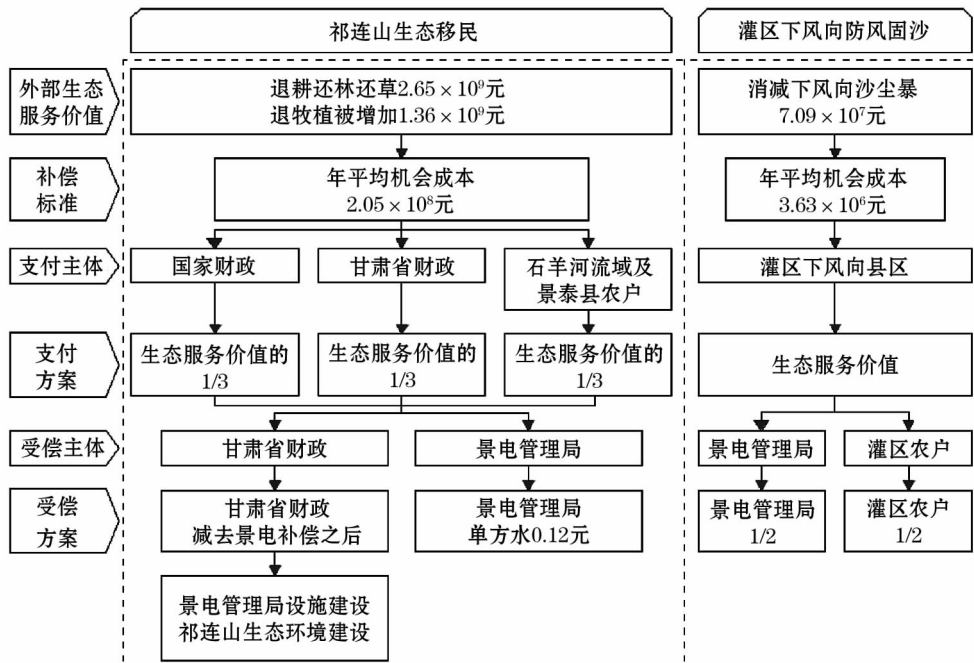 祁连山生态移民
灌区下风向防风固沙
外部生态
服务价值
退耕还林还草2.65×10⁹元
退牧植被增加1.36×10⁹元
消减下风向沙尘暴
7.09×10⁷元
补偿
标准
年平均机会成本
2.05×10⁸元
年平均机会成本
3.63×10⁶元
支付主体
国家财政
甘肃省财政
石羊河流域及
景泰县农户
灌区下风向县区
支付
方案
生态服务价值的
1/3
生态服务价值的
1/3
生态服务价值的
1/3
生态服务价值
受偿主体
甘肃省财政
景电管理局
景电管理局
灌区农户
受偿
方案
甘肃省财政
减去景电补偿之后
景电管理局
单方水0.12元
景电管理局
1/2
灌区农户
1/2
景电管理局设施建设
祁连山生态环境建设